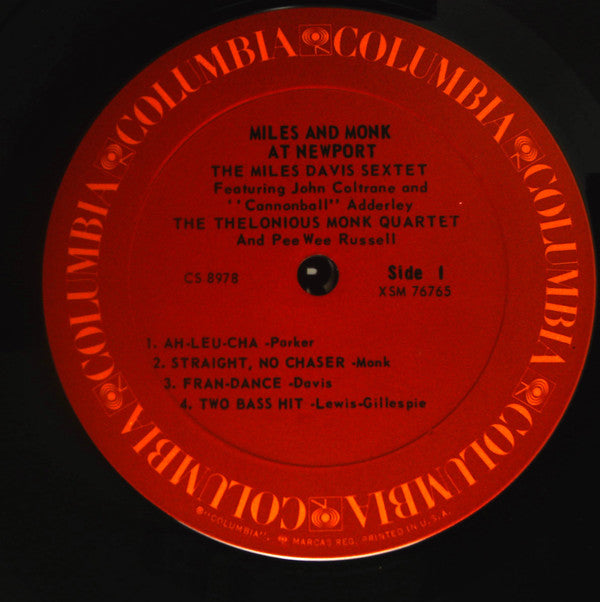 COLUMBIA COLUMBIA COLUMBIA COLUMBIA COLUMBIA COLUMBIA
MILES AND MONK
AT NEWPORT
THE MILES DAVIS SEXTET
Featuring John Coltrane and
''Cannonball'' Adderley
THE THELONIOUS MONK QUARTET
And Pee Wee Russell
CS 8978
Side 1
XSM 76765
1. AH-LEU-CHA -Parker
2. STRAIGHT, NO CHASER -Monk
3. FRAN-DANCE -Davis
4. TWO BASS HIT -Lewis-Gillespie
®"COLUMBIA", MARCAS REG. PRINTED IN U.S.A.